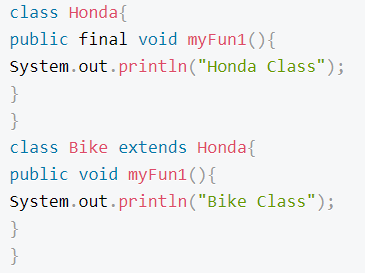 class Honda{
public final void myFun1(){
System.out.println("Honda Class");
}
}
class Bike extends Honda{
public void myFun1(){
System.out.println("Bike Class");
}
}